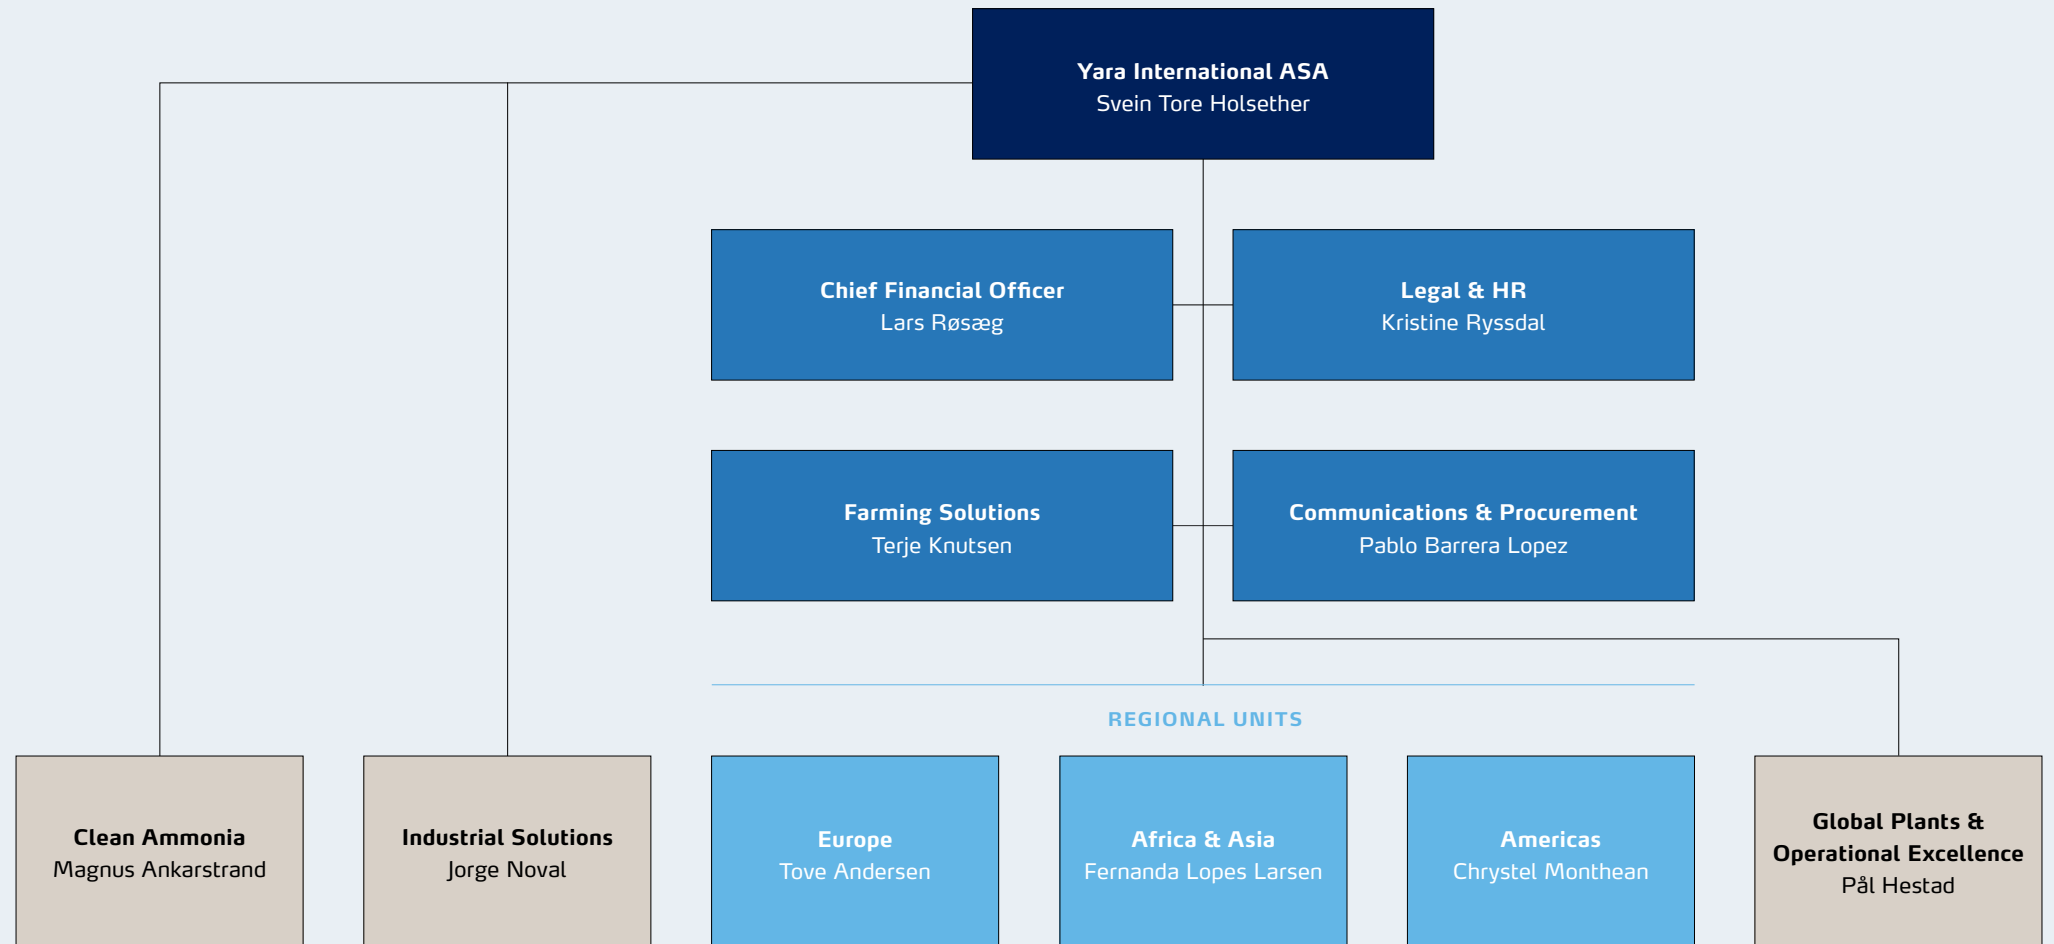 Yara International ASA
Svein Tore Holsether
Chief Financial Officer
Lars Røsæg
Legal & HR
Kristine Ryssdal
Farming Solutions
Terje Knutsen
Communications & Procurement
Pablo Barrera Lopez
REGIONAL UNITS
Clean Ammonia
Magnus Ankarstrand
Industrial Solutions
Jorge Noval
Europe
Tove Andersen
Africa & Asia
Fernanda Lopes Larsen
Americas
Chrystel Monthean
Global Plants &
Operational Excellence
Pål Hestad